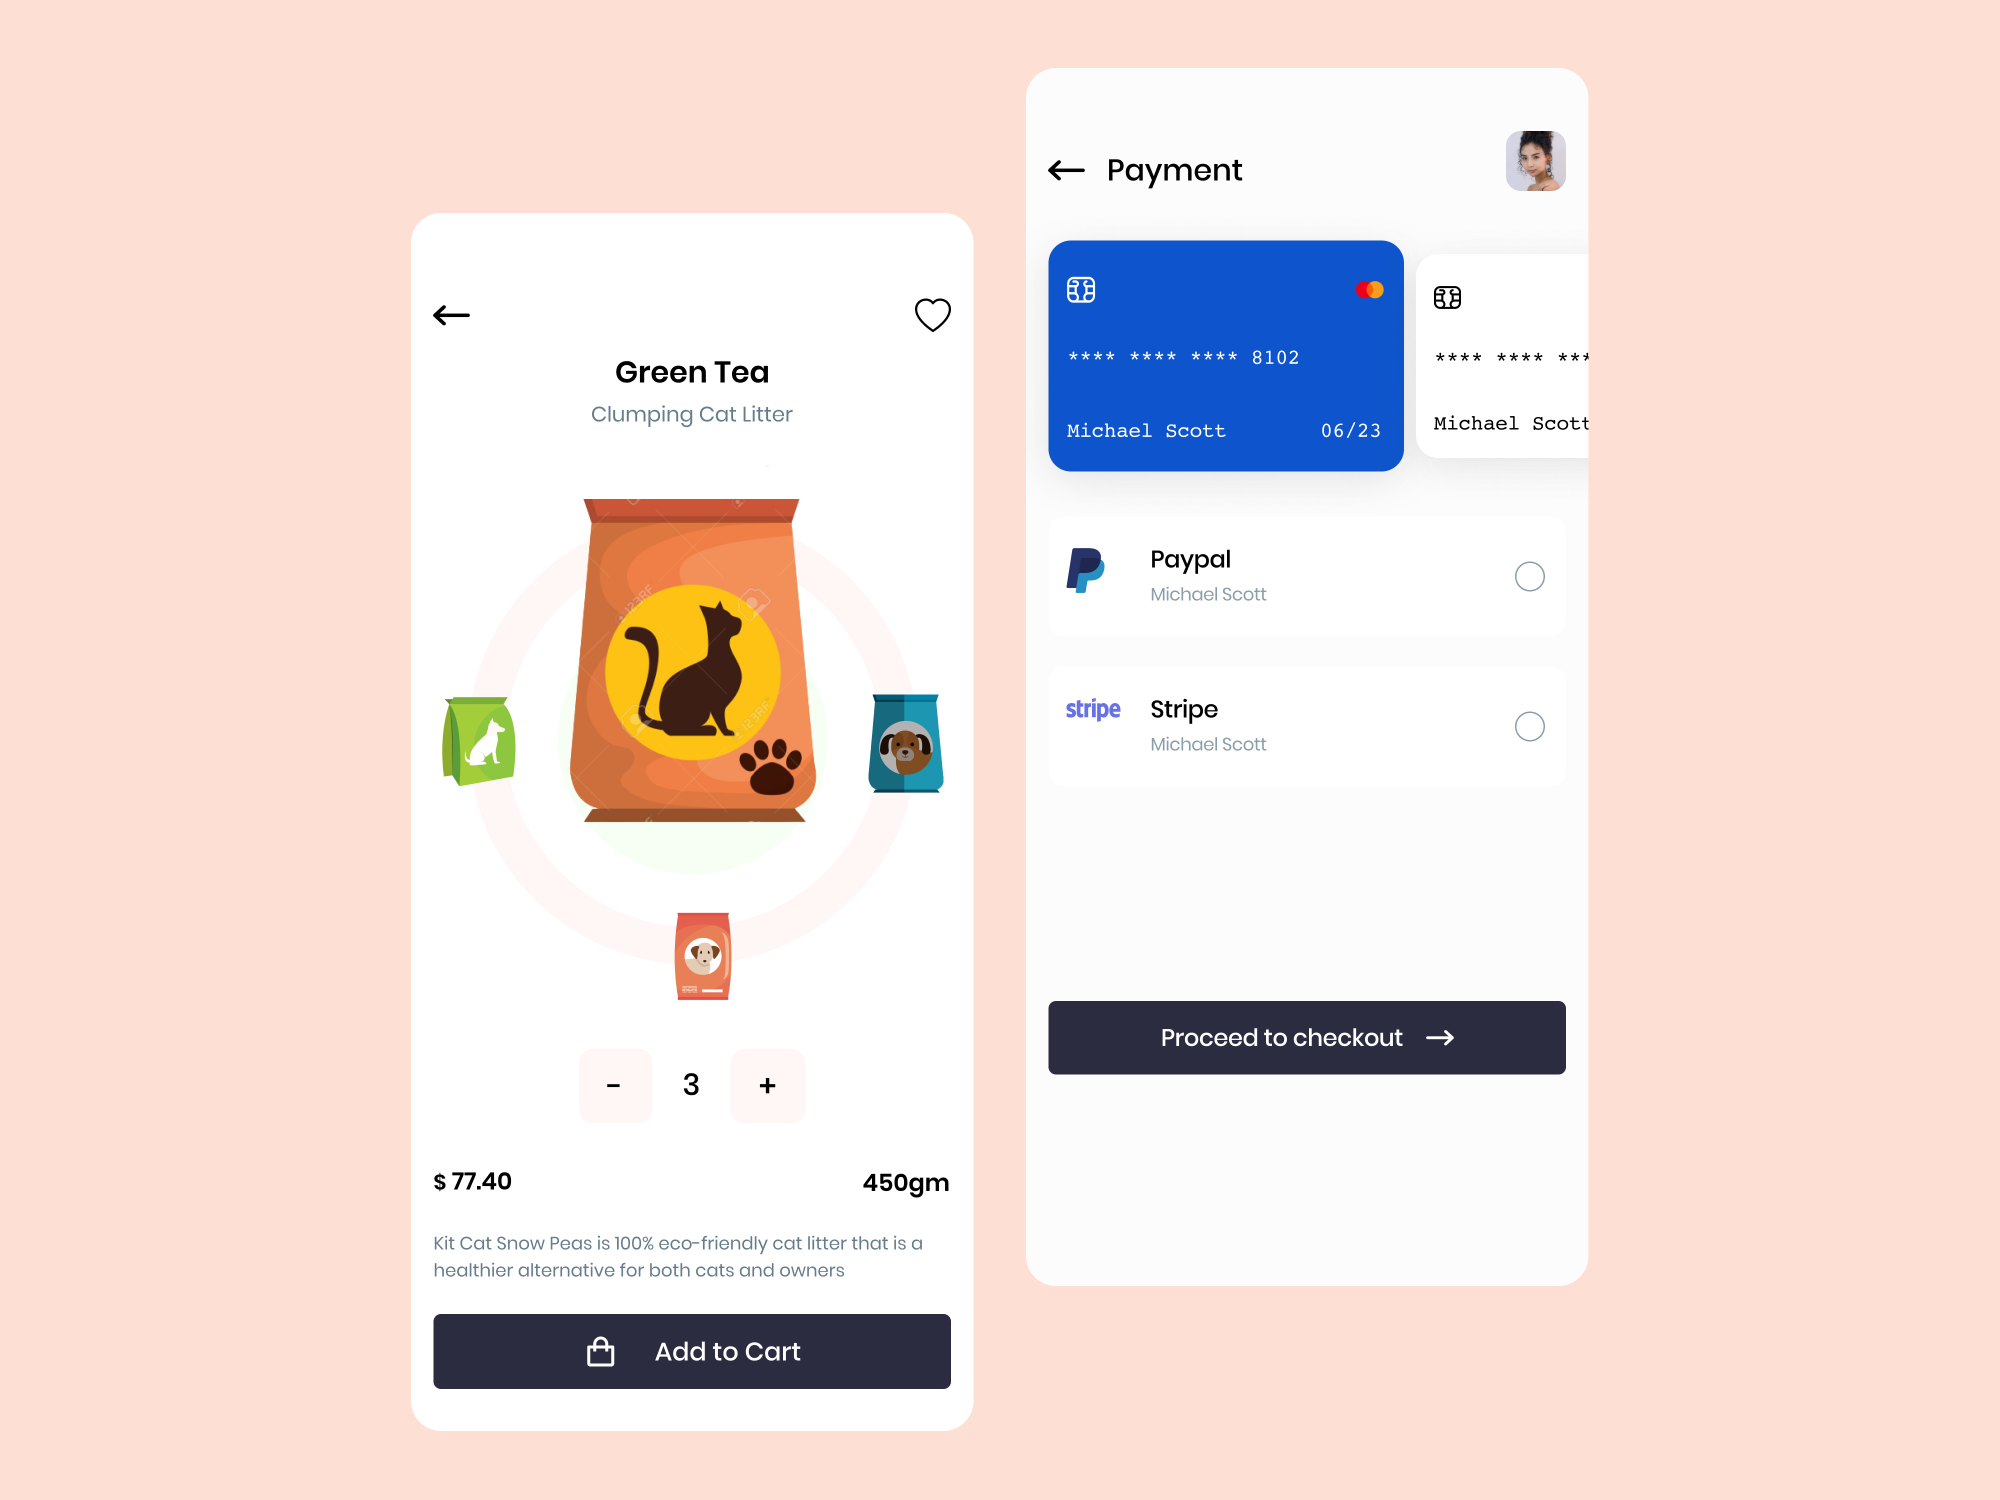 Green Tea
Clumping Cat Litter
123RF
123RF
-
3
+
$ 77.40
450gm
Kit Cat Snow Peas is 100% eco-friendly cat litter that is a
healthier alternative for both cats and owners
Add to Cart
Payment
**** **** **** 8102
Michael Scott
06/23
**** **** ***
Michael Scott
Paypal
Michael Scott
stripe
Stripe
Michael Scott
Proceed to checkout